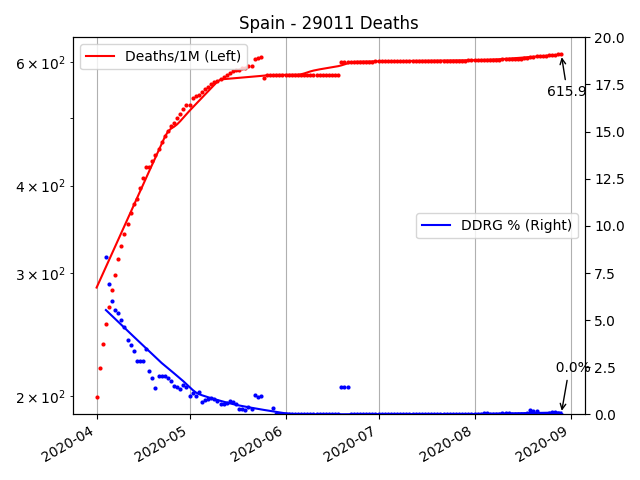 Spain - 29011 Deaths
Deaths/1M (Left)
DDRG % (Right)
6 × 10²
4 × 10²
3 × 10²
2 × 10²
20.0
17.5
15.0
12.5
10.0
7.5
5.0
2.5
0.0
615.9
0.0%
2020-04
2020-05
2020-06
2020-07
2020-08
2020-09